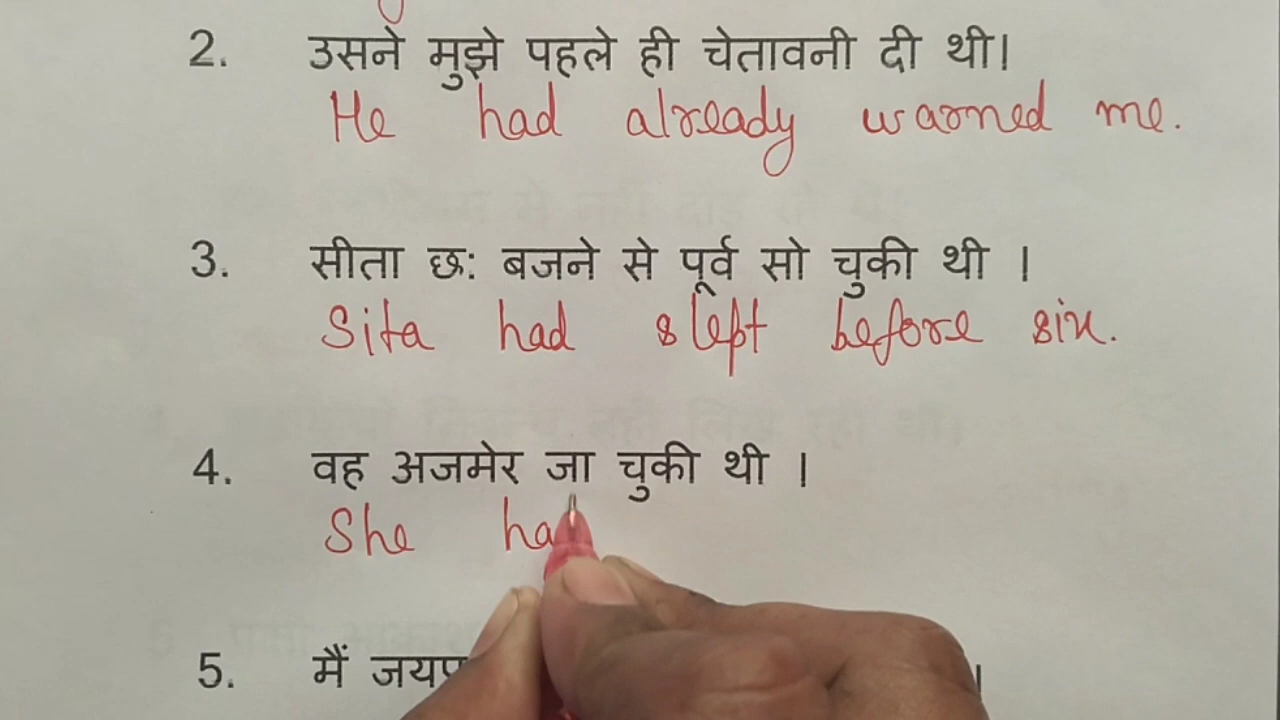 2. उसने मुझे पहले ही चेतावनी दी थी।
He had already warned me.
3. सीता छः बजने से पूर्व सो चुकी थी ।
Sita had slept before six.
4. वह अजमेर जा चुकी थी ।
She ha
5. मैं जयपु